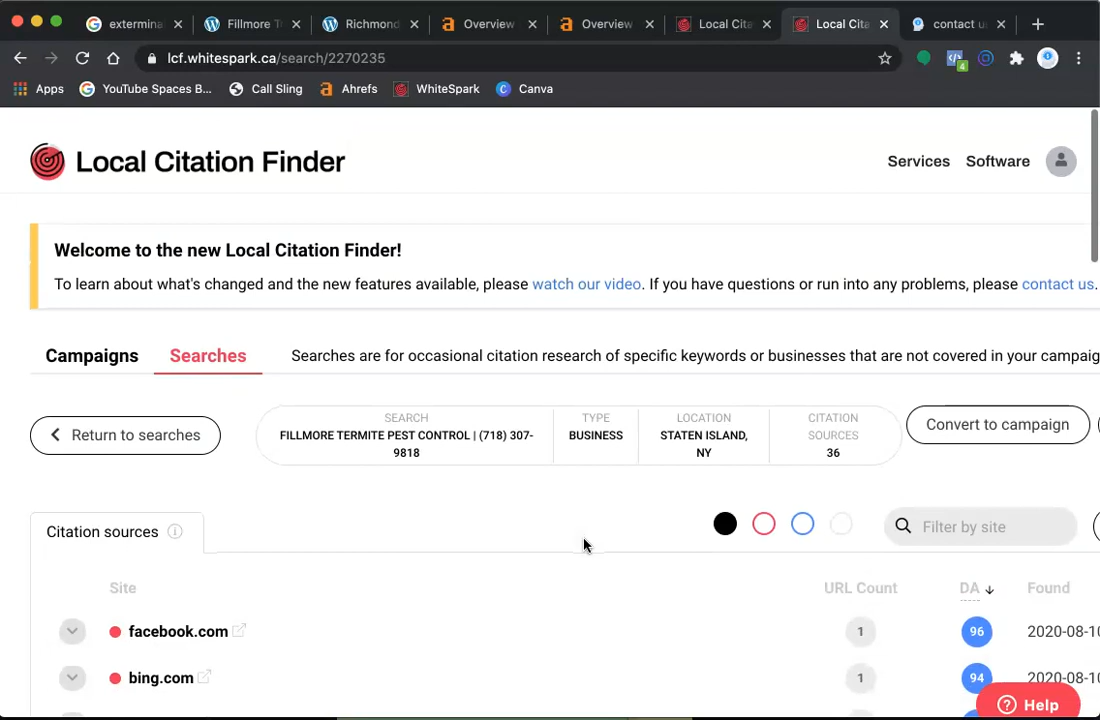 extermina
Fillmore T
Richmond
Overview
Overview
Local Cita
Local Cita
contact us
lcf.whitespark.ca/search/2270235
4
Apps
YouTube Spaces B...
Call Sling
Ahrefs
WhiteSpark
Canva
Local Citation Finder
Services
Software
Welcome to the new Local Citation Finder!
To learn about what's changed and the new features available, please watch our video. If you have questions or run into any problems, please contact us.
Campaigns
Searches
Searches are for occasional citation research of specific keywords or businesses that are not covered in your campaig
Return to searches
SEARCH
FILLMORE TERMITE PEST CONTROL | (718) 307-
9818
TYPE
BUSINESS
LOCATION
STATEN ISLAND,
NY
CITATION
SOURCES
36
Convert to campaign
Citation sources
Filter by site
Site
URL Count
DA
Found
facebook.com
1
96
2020-08-10
bing.com
1
94
2020-08-10
Help